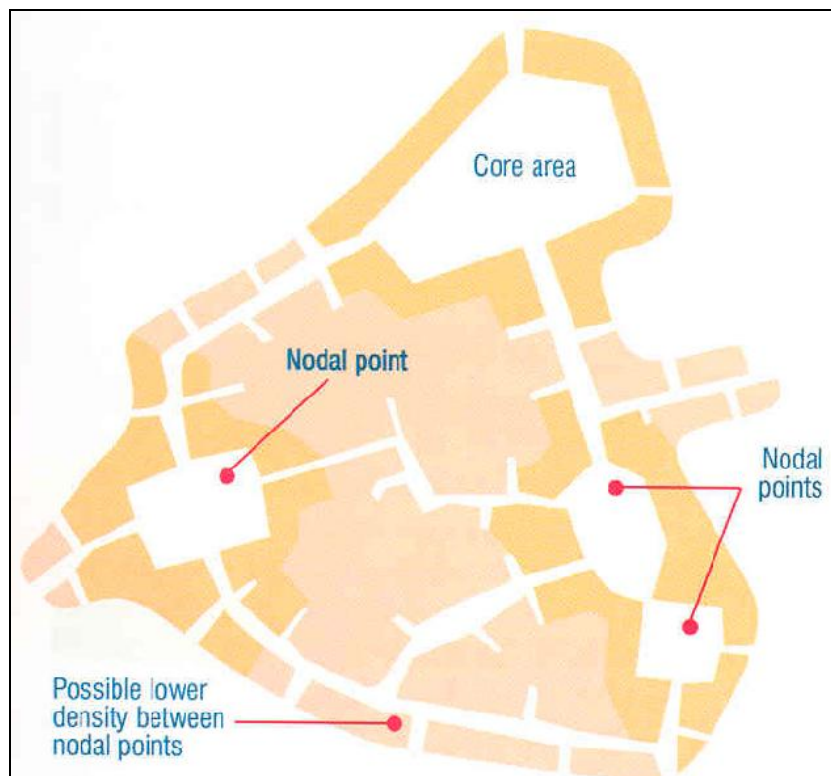 Core area
Nodal point
Nodal
points
Possible lower
density between
nodal points